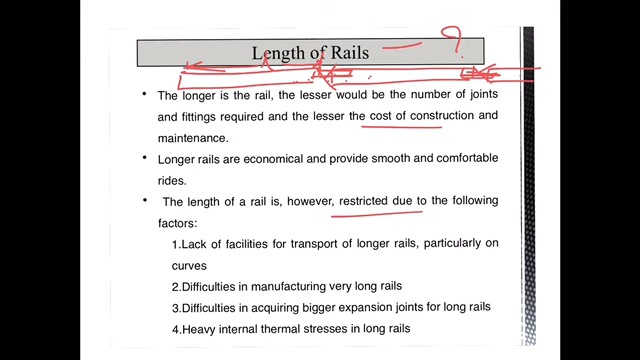 Length of Rails
• The longer is the rail, the lesser would be the number of joints
and fittings required and the lesser the cost of construction and
maintenance.
• Longer rails are economical and provide smooth and comfortable
rides.
• The length of a rail is, however, restricted due to the following
factors:
1.Lack of facilities for transport of longer rails, particularly on
curves
2.Difficulties in manufacturing very long rails
3.Difficulties in acquiring bigger expansion joints for long rails
4.Heavy internal thermal stresses in long rails